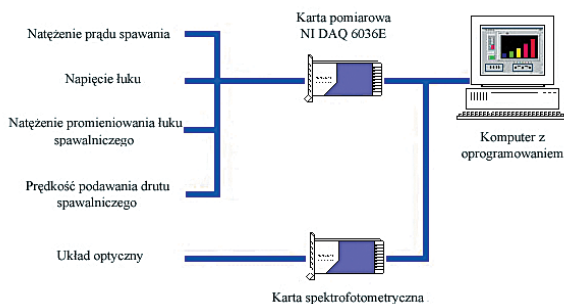 Natężenie prądu spawania
Napięcie łuku
Natężenie promieniowania łuku
spawalniczego
Prędkość podawania drutu
spawalniczego
Układ optyczny
Karta pomiarowa
NI DAQ 6036E
Karta spektrofotometryczna
Komputer z
oprogramowaniem